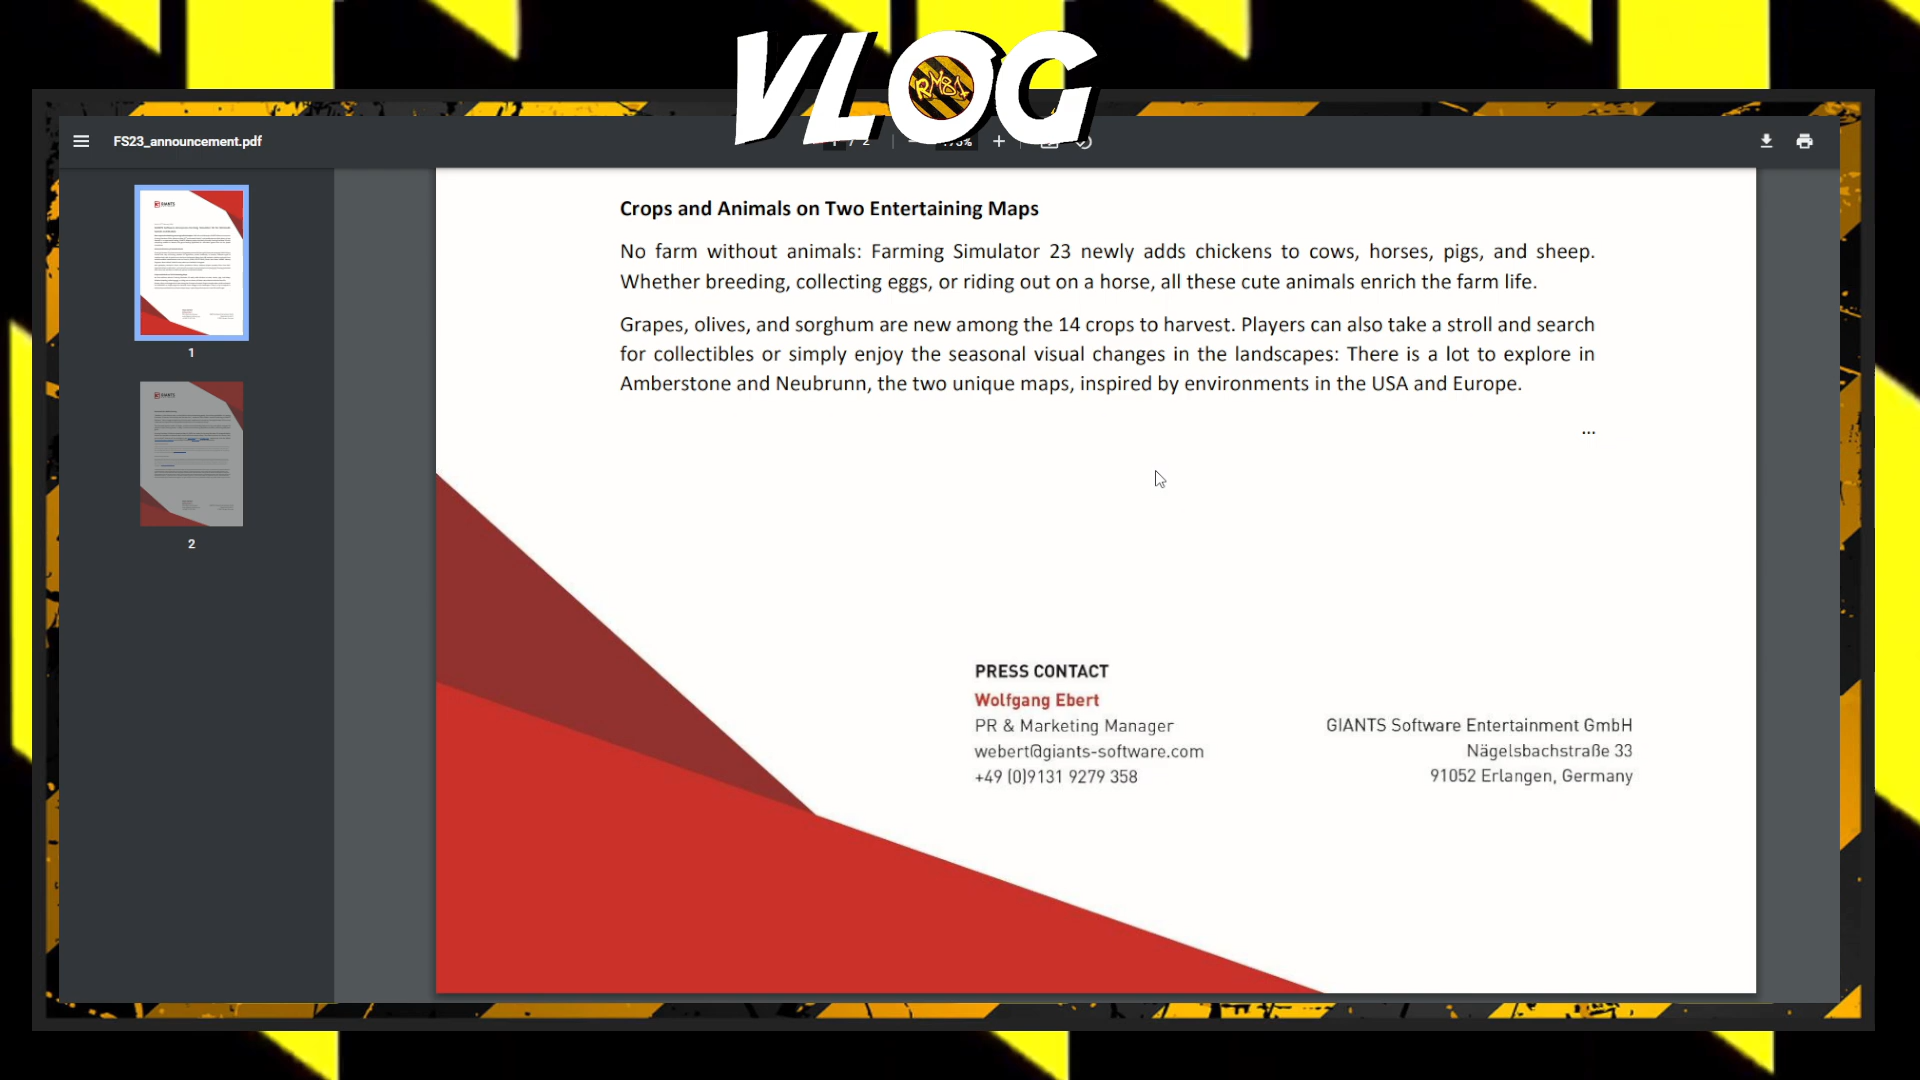 VLOG
RM81
FS23_announcement.pdf
Crops and Animals on Two Entertaining Maps
No farm without animals: Farming Simulator 23 newly adds chickens to cows, horses, pigs, and sheep.
Whether breeding, collecting eggs, or riding out on a horse, all these cute animals enrich the farm life.
Grapes, olives, and sorghum are new among the 14 crops to harvest. Players can also take a stroll and search
for collectibles or simply enjoy the seasonal visual changes in the landscapes: There is a lot to explore in
Amberstone and Neubrunn, the two unique maps, inspired by environments in the USA and Europe.
...
1
2
PRESS CONTACT
Wolfgang Ebert
PR & Marketing Manager
webert@giants-software.com
+49 (0)9131 9279 358
GIANTS Software Entertainment GmbH
Nägelsbachstraße 33
91052 Erlangen, Germany